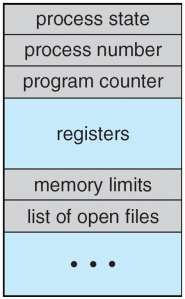 process state
process number
program counter
registers
memory limits
list of open files
• • •